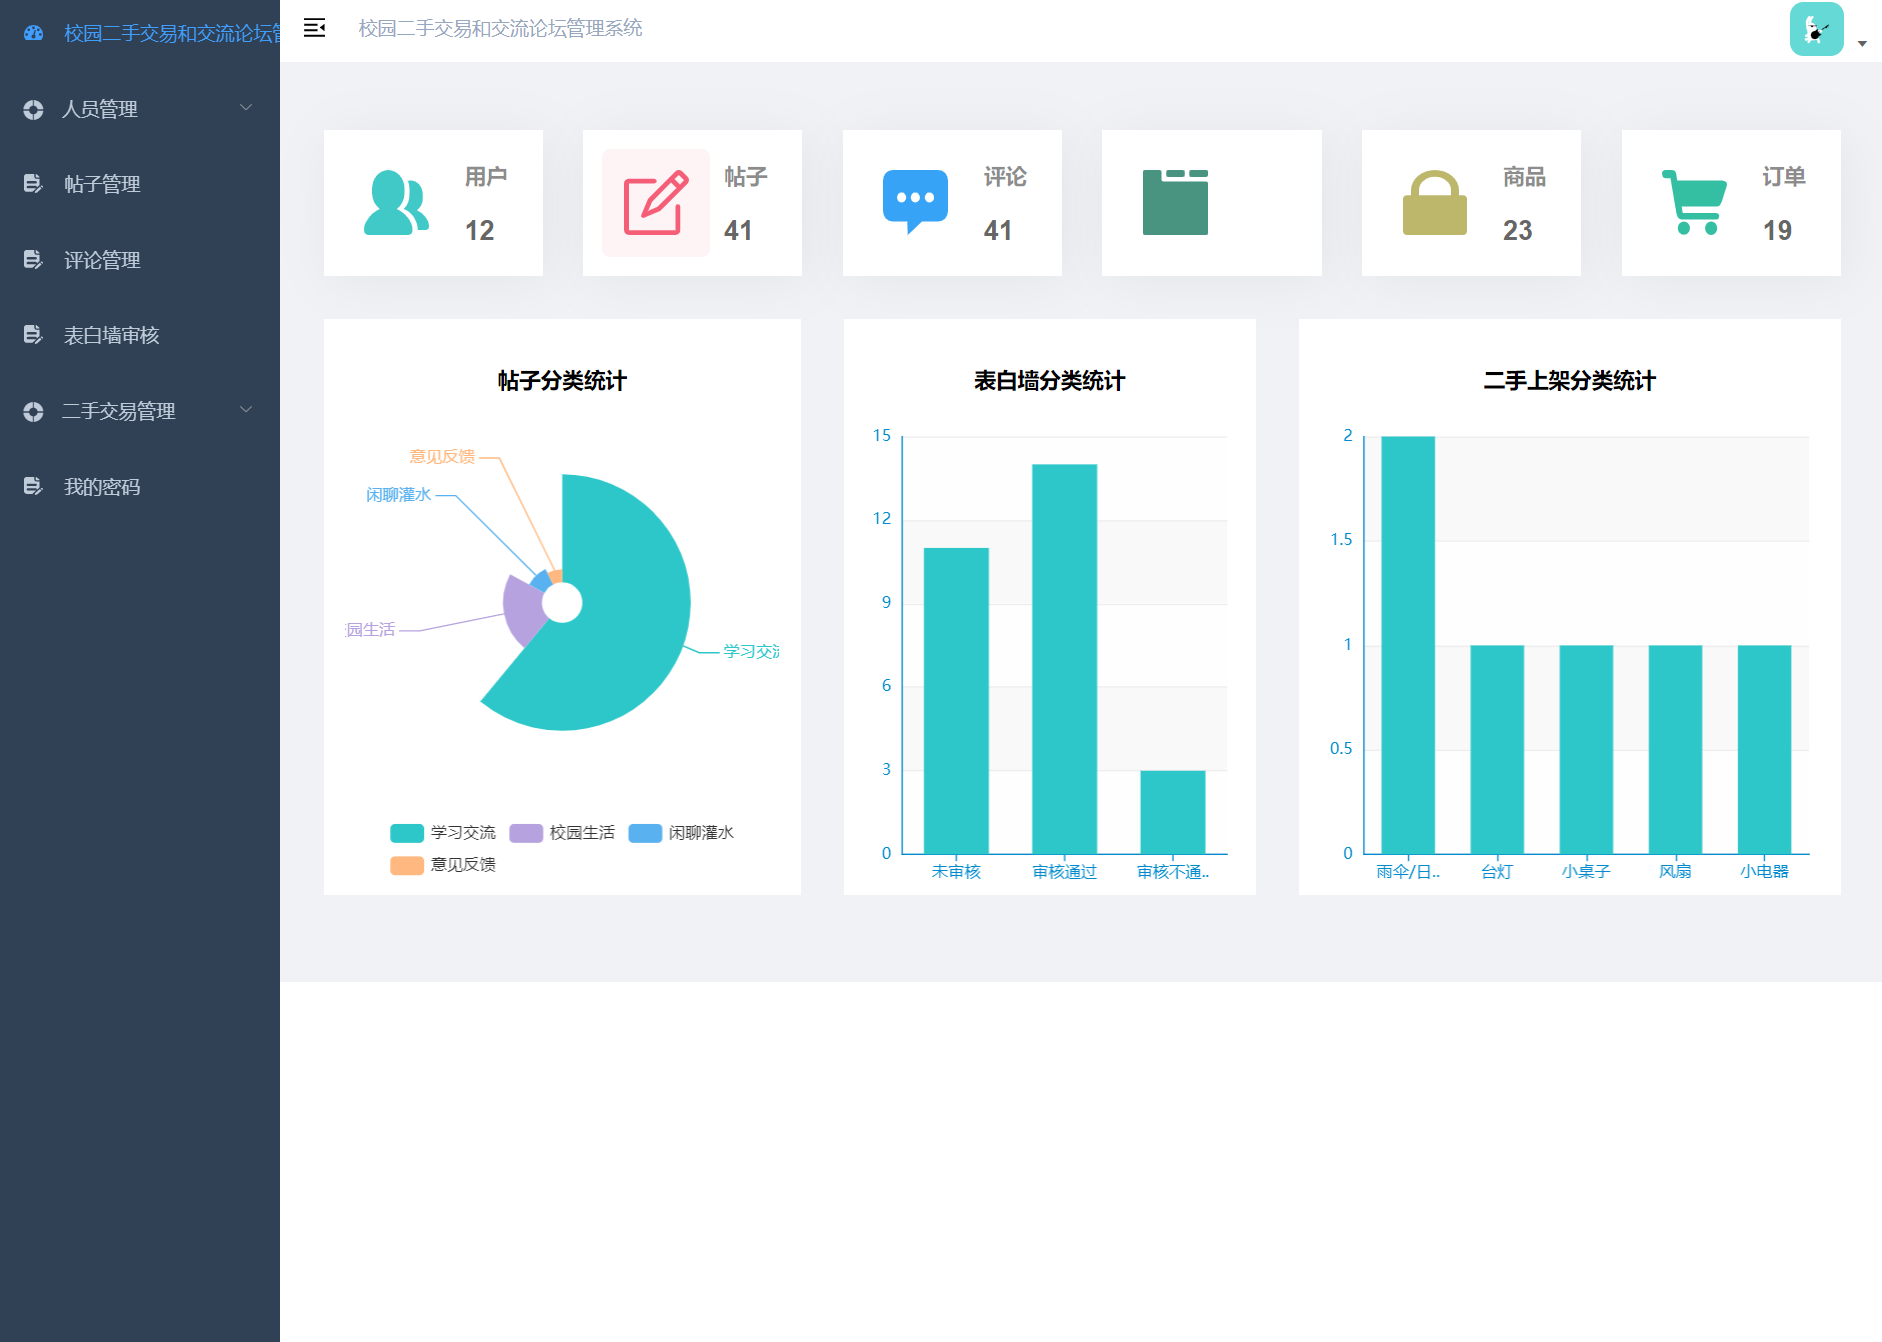 校园二手交易和交流论坛管
人员管理
帖子管理
评论管理
表白墙审核
二手交易管理
我的密码
校园二手交易和交流论坛管理系统
用户
12
帖子
41
评论
41
商品
23
订单
19
帖子分类统计
意见反馈
闲聊灌水
园生活
学习交流
学习交流 校园生活 闲聊灌水
意见反馈
表白墙分类统计
15
12
9
6
3
0
未审核 审核通过 审核不通..
二手上架分类统计
2
1.5
1
0.5
0
雨伞/日.. 台灯 小桌子 风扇 小电器